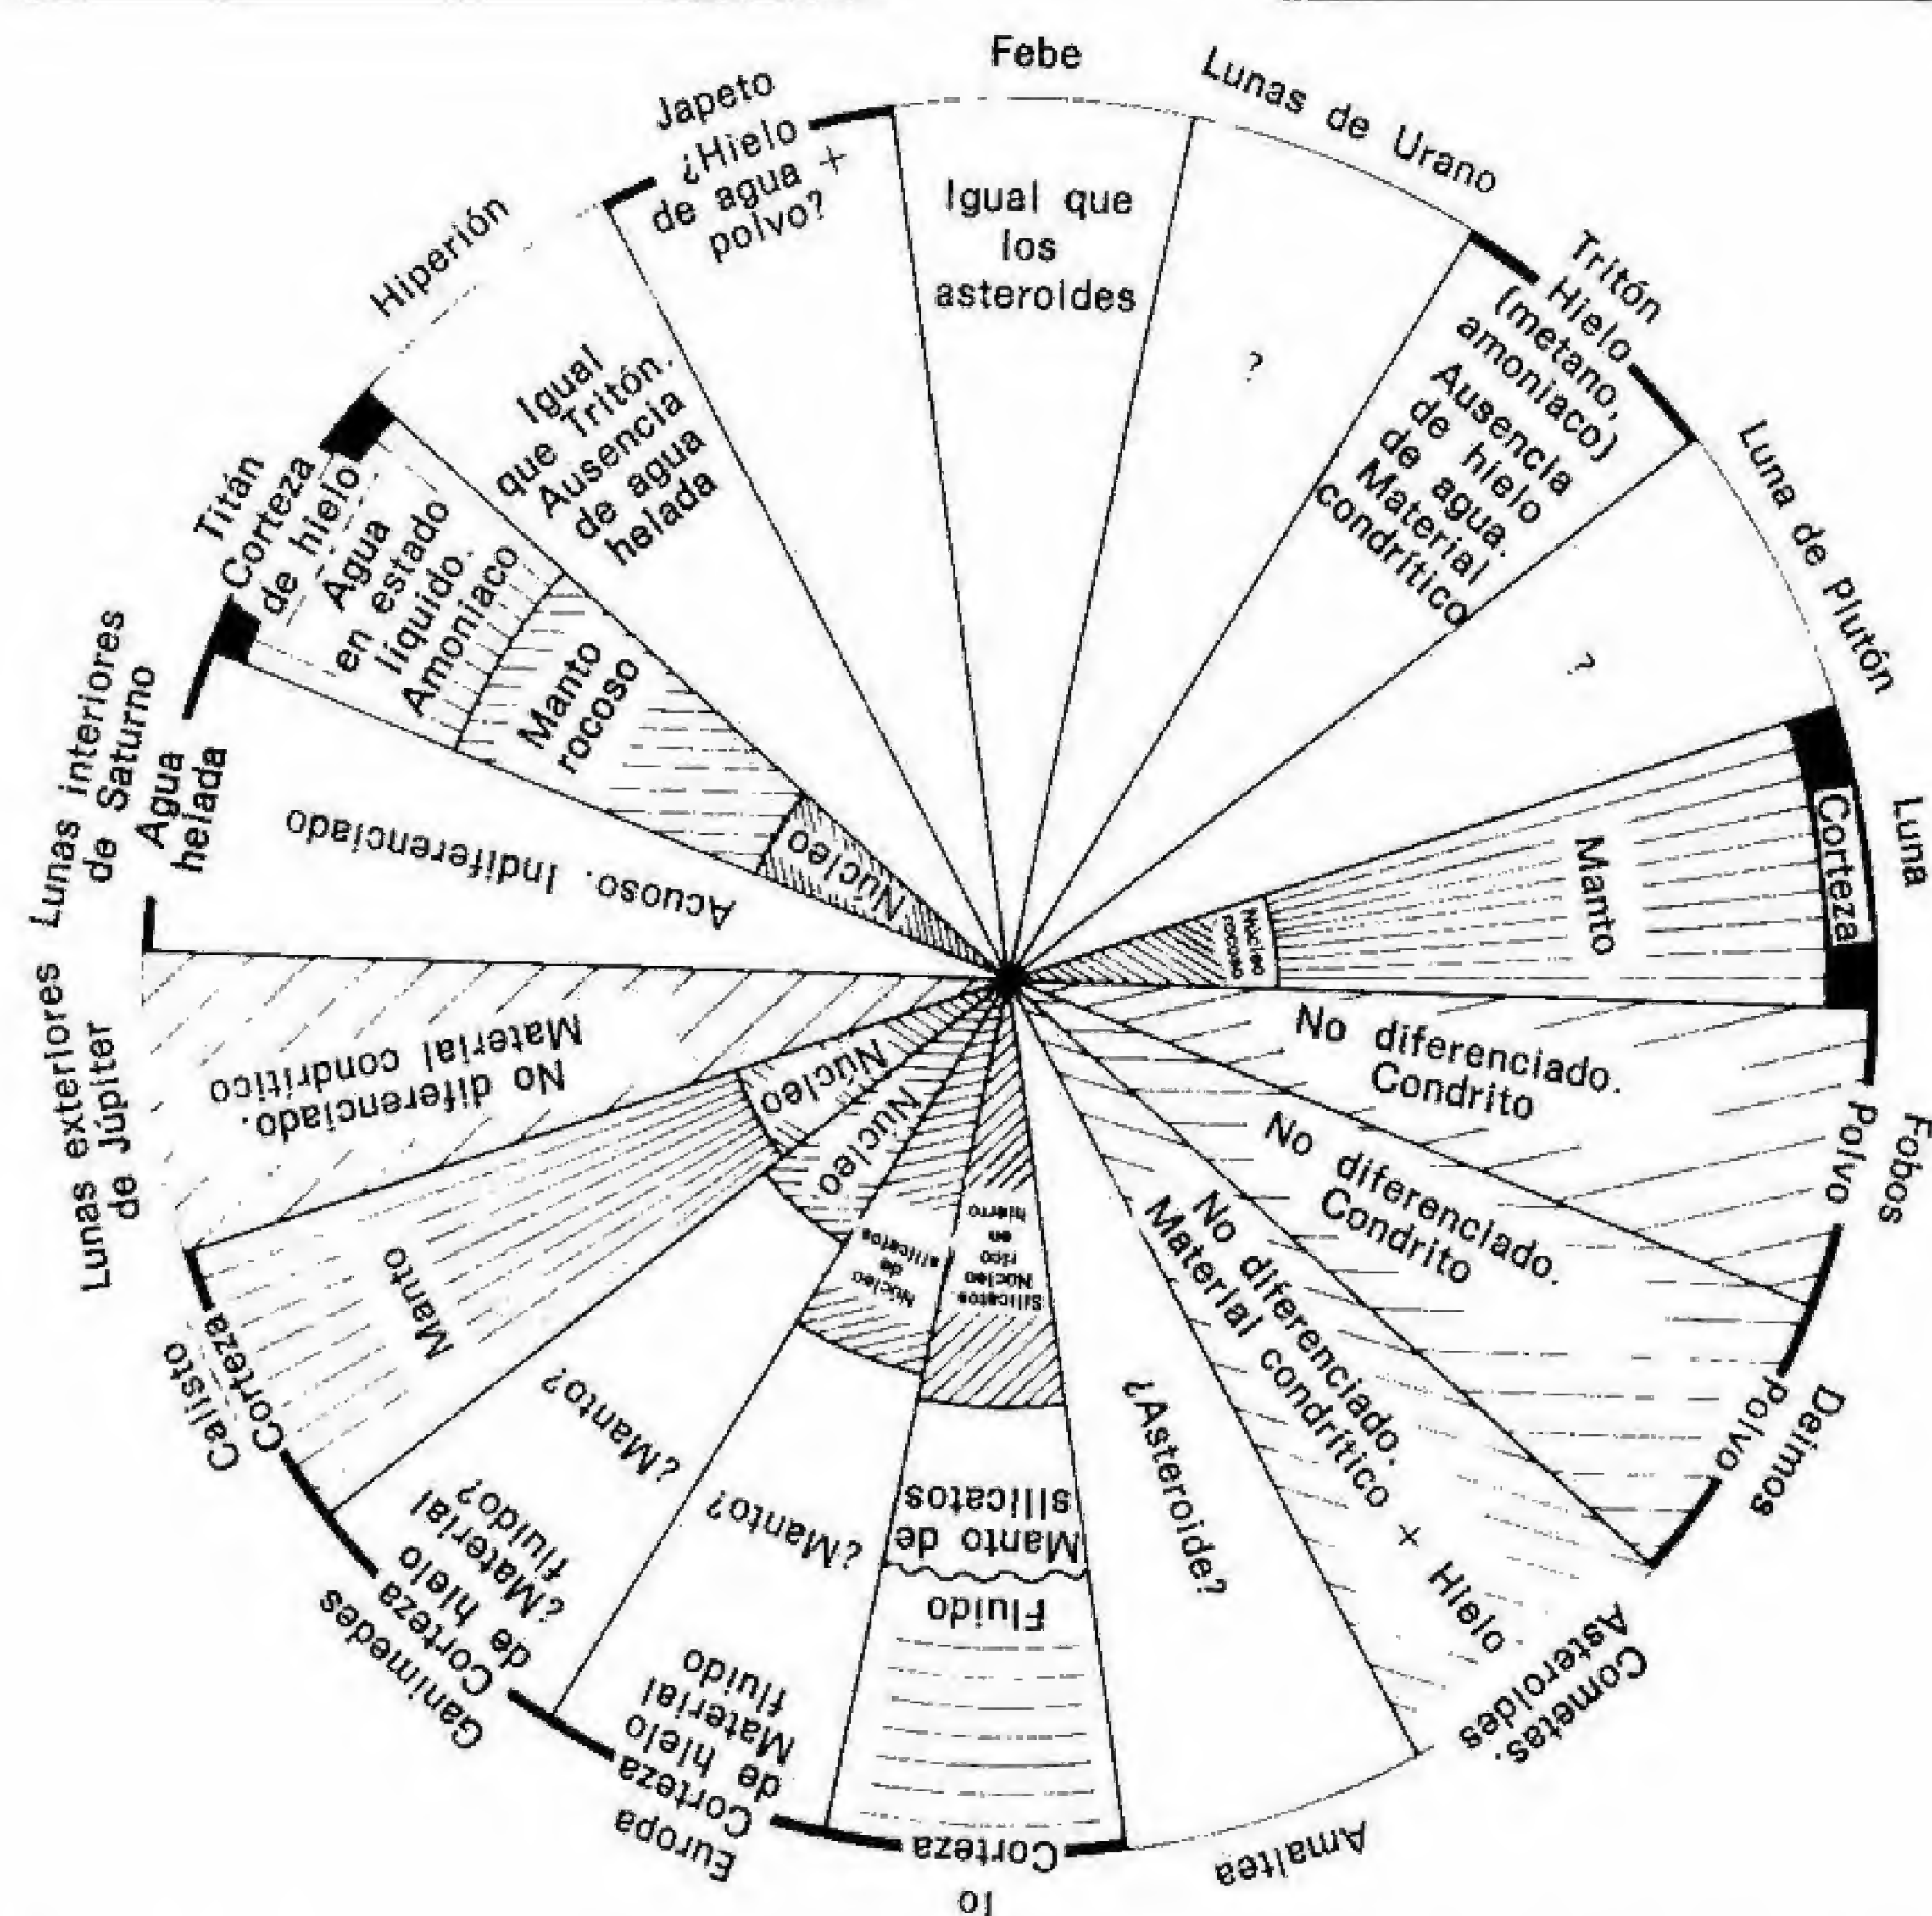 Febe
Igual que
los
asteroides
Lunas de Urano
?
Tritón
Hielo
(metano,
amoniaco)
Ausencia
de hielo
de agua.
Material
condrítico
Luna de Plutón
?
Luna
Corteza
Manto
Núcleo
rocoso
Fobos
Polvo
No diferenciado.
Condrito
Deimos
Polvo
No diferenciado.
Condrito
Cometas.
Asteroides
No diferenciado.
Material condrítico + Hielo
Amaltea
¿Asteroide?
Io
Corteza
Fluido
Manto de
silicatos
Silicatos
Núcleo
rico
en
hierro
Europa
Corteza
de hielo
Material
fluido
¿Manto?
Núcleo
de
silicatos
Ganimedes
Corteza
de hielo
¿Material
fluido?
¿Manto?
Núcleo
Calisto
Corteza
Manto
Núcleo
Lunas exteriores
de Júpiter
No diferenciado.
Material condrítico
Lunas interiores
de Saturno
Agua
helada
Acuoso. Indiferenciado
Titán
Corteza
de hielo
Agua
en estado
líquido.
Amoniaco
Manto
rocoso
Núcleo
Hiperión
Igual
que Tritón.
Ausencia
de agua
helada
Japeto
¿Hielo
de agua +
polvo?